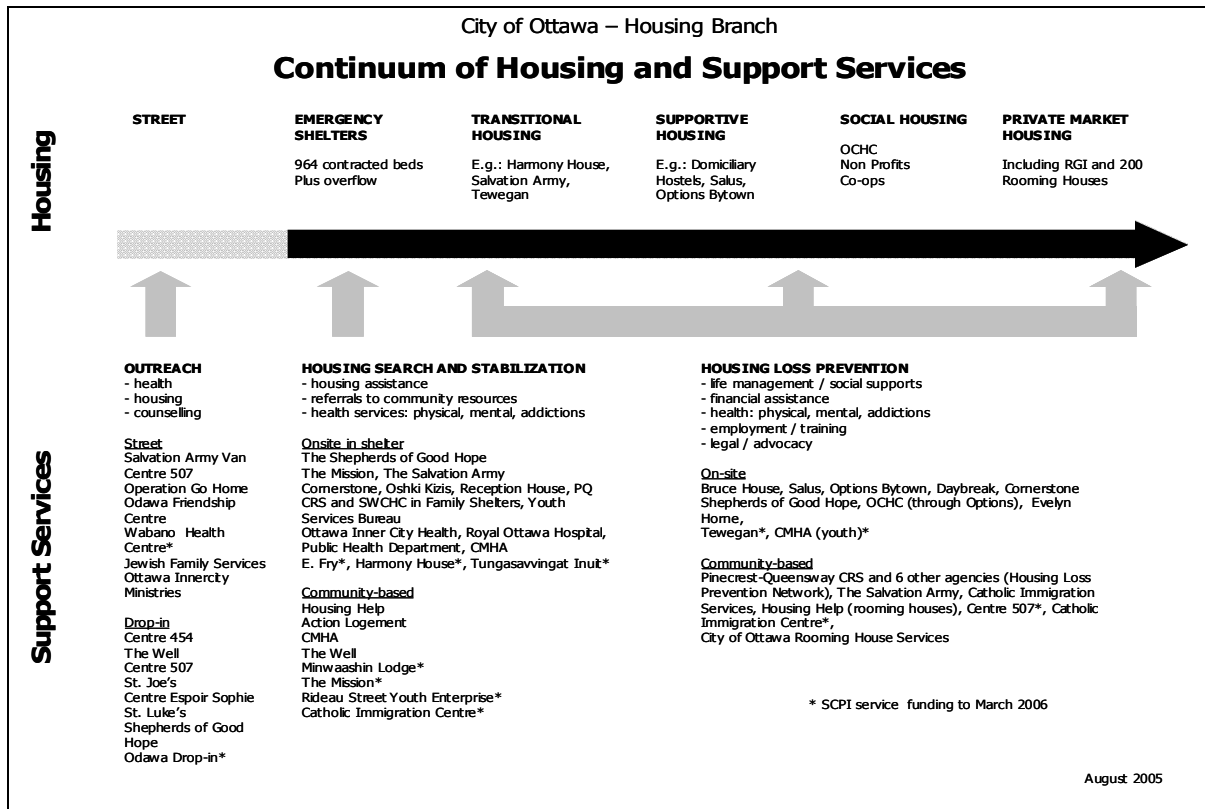 City of Ottawa – Housing Branch
Continuum of Housing and Support Services
Housing
STREET
EMERGENCY
SHELTERS
964 contracted beds
Plus overflow
TRANSITIONAL
HOUSING
E.g.: Harmony House,
Salvation Army,
Tewegan
SUPPORTIVE
HOUSING
E.g.: Domiciliary
Hostels, Salus,
Options Bytown
SOCIAL HOUSING
OCHC
Non Profits
Co-ops
PRIVATE MARKET
HOUSING
Including RGI and 200
Rooming Houses
Support Services
OUTREACH
- health
- housing
- counselling
Street
Salvation Army Van
Centre 507
Operation Go Home
Odawa Friendship
Centre
Wabano Health
Centre*
Jewish Family Services
Ottawa Innercity
Ministries
Drop-in
Centre 454
The Well
Centre 507
St. Joe's
Centre Espoir Sophie
St. Luke's
Shepherds of Good
Hope
Odawa Drop-in*
HOUSING SEARCH AND STABILIZATION
- housing assistance
- referrals to community resources
- health services: physical, mental, addictions
Onsite in shelter
The Shepherds of Good Hope
The Mission, The Salvation Army
Cornerstone, Oshki Kizis, Reception House, PQ
CRS and SWCHC in Family Shelters, Youth
Services Bureau
Ottawa Inner City Health, Royal Ottawa Hospital,
Public Health Department, CMHA
E. Fry*, Harmony House*, Tungasavvingat Inuit*
Community-based
Housing Help
Action Logement
CMHA
The Well
Minwaashin Lodge*
The Mission*
Rideau Street Youth Enterprise*
Catholic Immigration Centre*
HOUSING LOSS PREVENTION
- life management / social supports
- financial assistance
- health: physical, mental, addictions
- employment / training
- legal / advocacy
On-site
Bruce House, Salus, Options Bytown, Daybreak, Cornerstone
Shepherds of Good Hope, OCHC (through Options), Evelyn
Horne,
Tewegan*, CMHA (youth)*
Community-based
Pinecrest-Queensway CRS and 6 other agencies (Housing Loss
Prevention Network), The Salvation Army, Catholic Immigration
Services, Housing Help (rooming houses), Centre 507*, Catholic
Immigration Centre*,
City of Ottawa Rooming House Services
* SCPI service funding to March 2006
August 2005